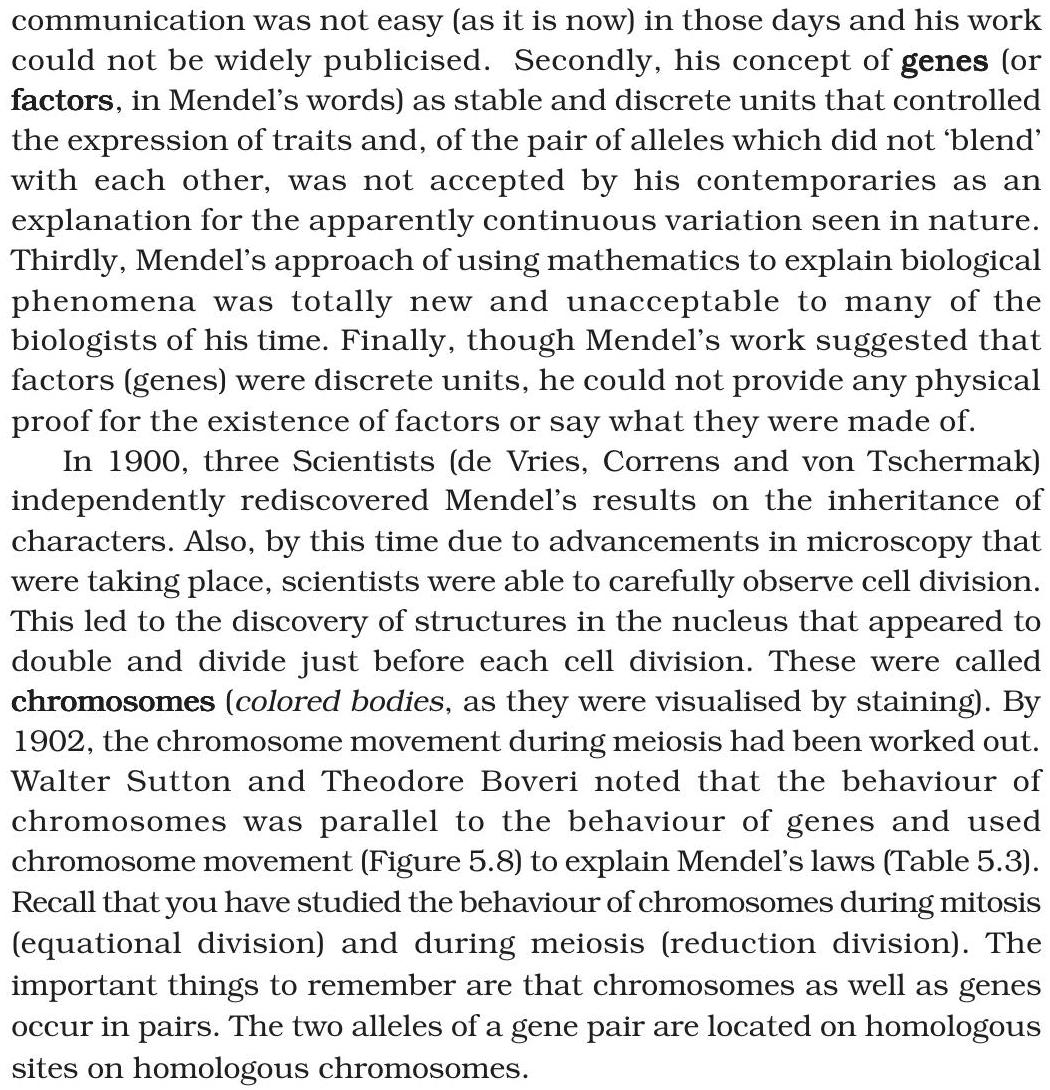 communication was not easy (as it is now) in those days and his work
could not be widely publicised.  Secondly, his concept of genes (or
factors, in Mendel’s words) as stable and discrete units that controlled
the expression of traits and, of the pair of alleles which did not ‘blend’
with each other, was not accepted by his contemporaries as an
explanation for the apparently continuous variation seen in nature.
Thirdly, Mendel’s approach of using mathematics to explain biological
phenomena was totally new and unacceptable to many of the
biologists of his time. Finally, though Mendel’s work suggested that
factors (genes) were discrete units, he could not provide any physical
proof for the existence of factors or say what they were made of.
In 1900, three Scientists (de Vries, Correns and von Tschermak)
independently rediscovered Mendel’s results on the inheritance of
characters. Also, by this time due to advancements in microscopy that
were taking place, scientists were able to carefully observe cell division.
This led to the discovery of structures in the nucleus that appeared to
double and divide just before each cell division. These were called
chromosomes (colored bodies, as they were visualised by staining). By
1902, the chromosome movement during meiosis had been worked out.
Walter Sutton and Theodore Boveri noted that the behaviour of
chromosomes was parallel to the behaviour of genes and used
chromosome movement (Figure 5.8) to explain Mendel’s laws (Table 5.3).
Recall that you have studied the behaviour of chromosomes during mitosis
(equational division) and during meiosis (reduction division). The
important things to remember are that chromosomes as well as genes
occur in pairs. The two alleles of a gene pair are located on homologous
sites on homologous chromosomes.